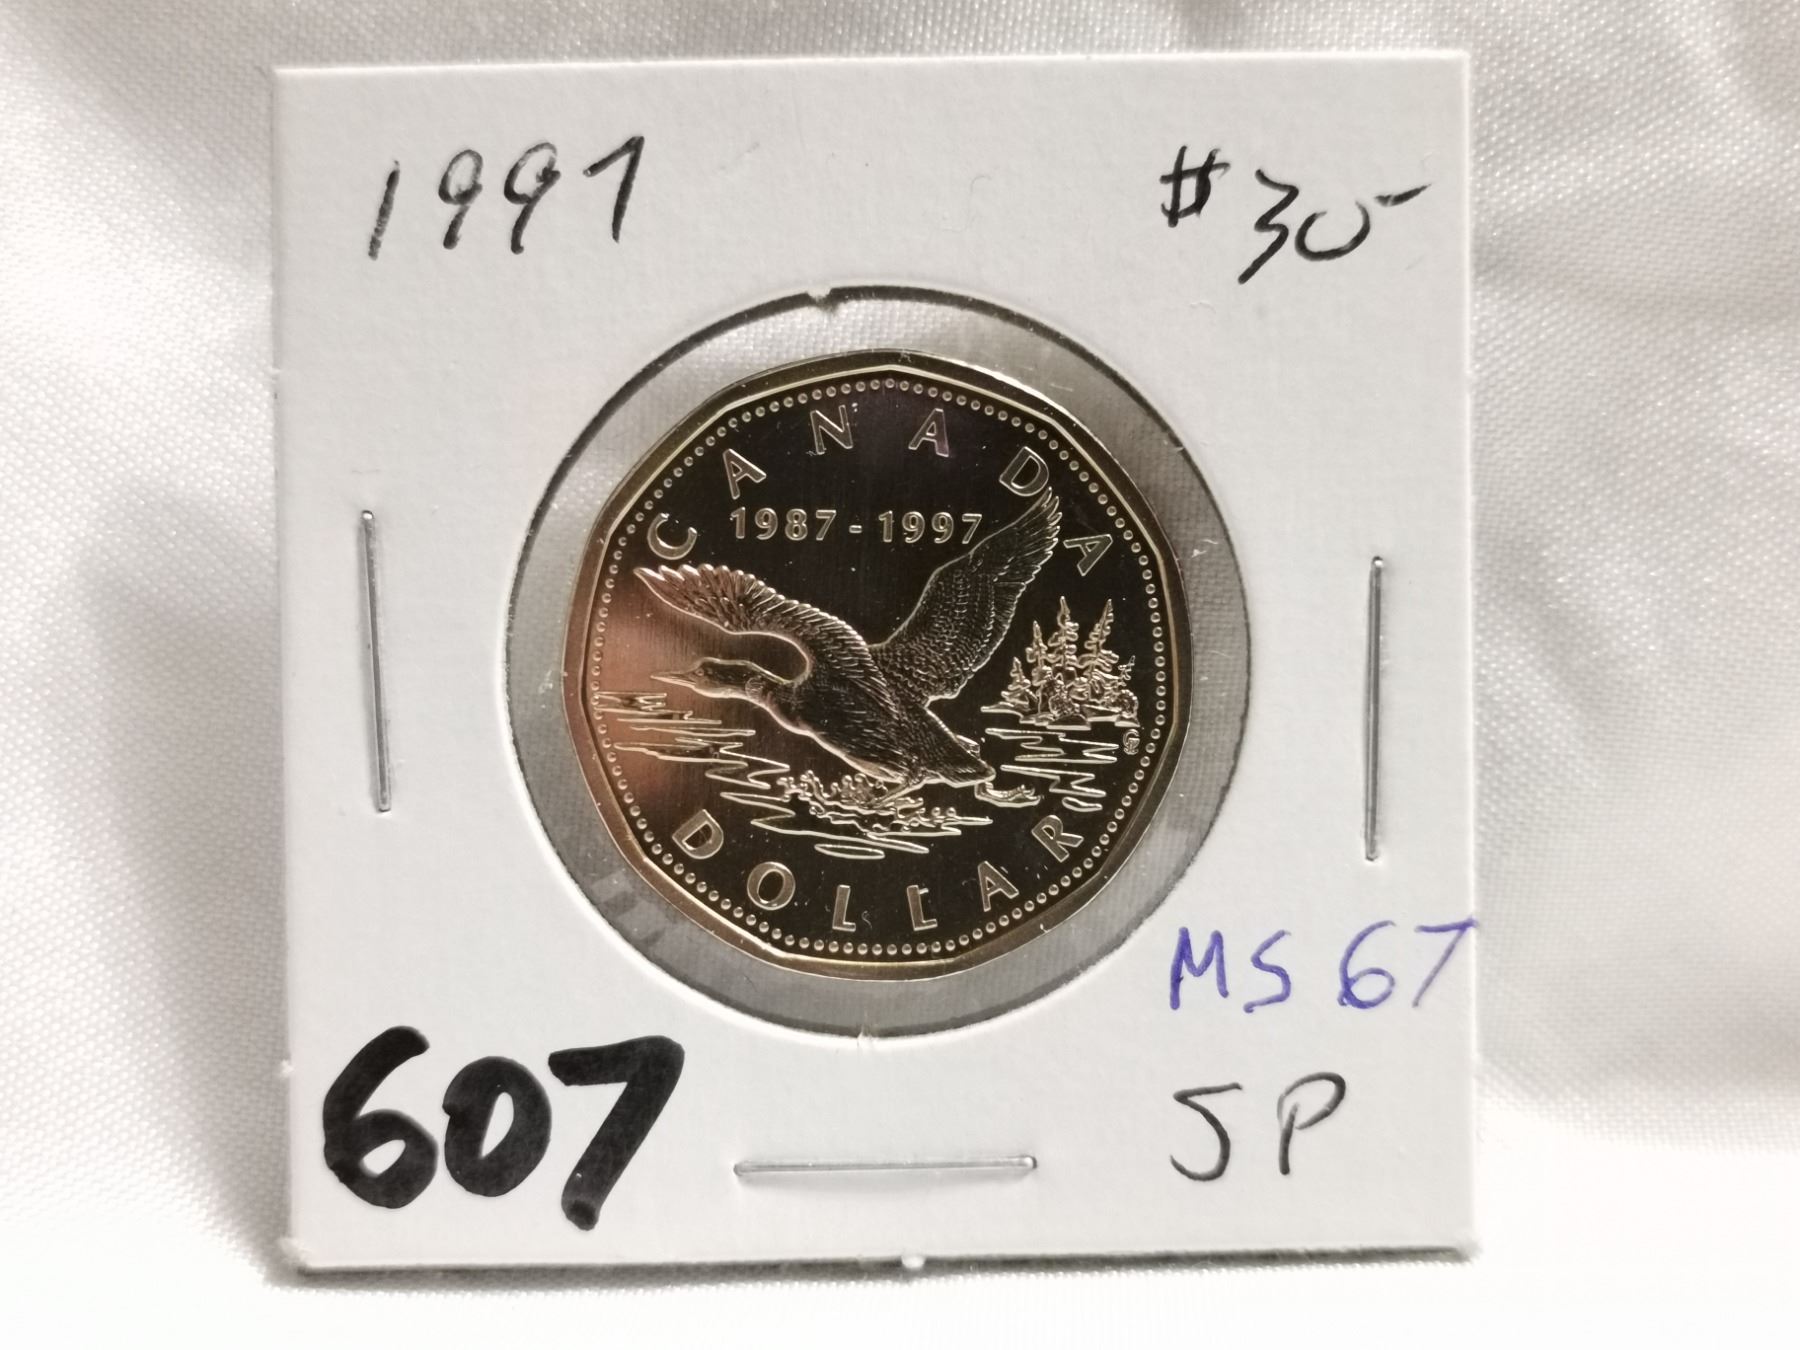 1997 #30-
CANADA
1987-1997
DOLLAR
MS 67
607
SP